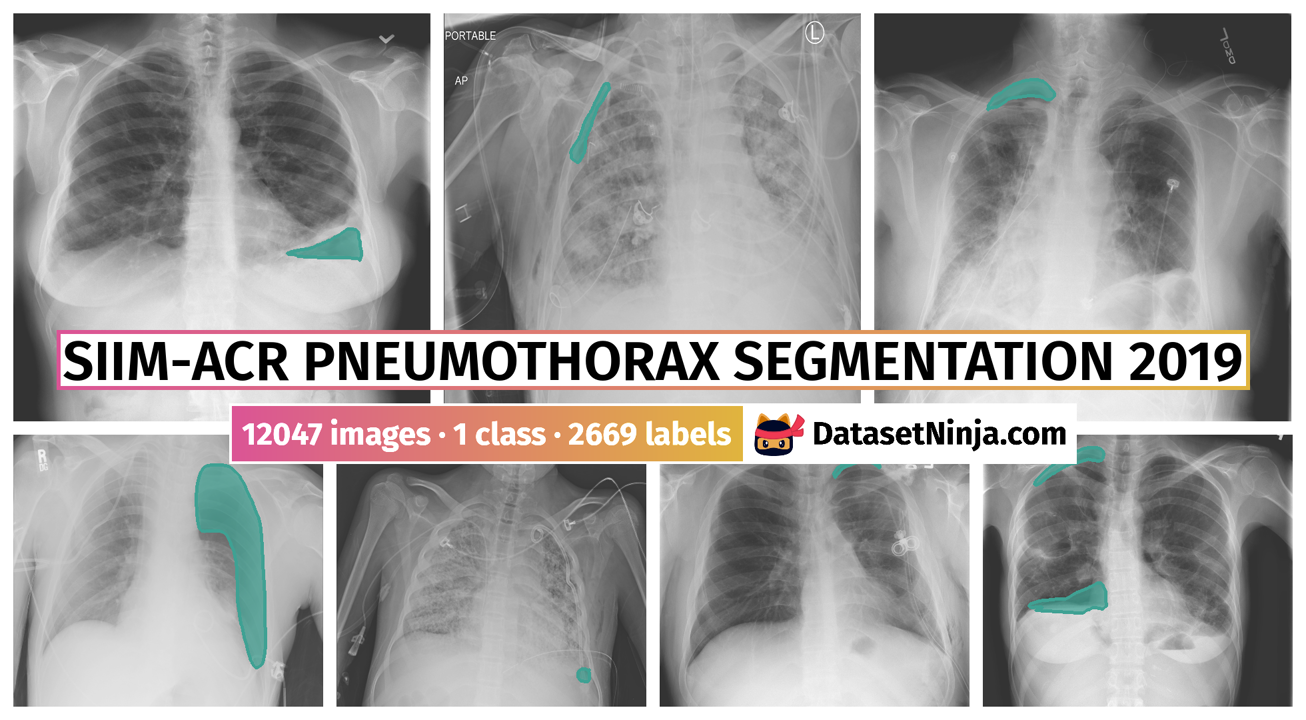 PORTABLE
AP
L
SIIM-ACR PNEUMOTHORAX SEGMENTATION 2019
12047 images · 1 class · 2669 labels
DatasetNinja.com
R